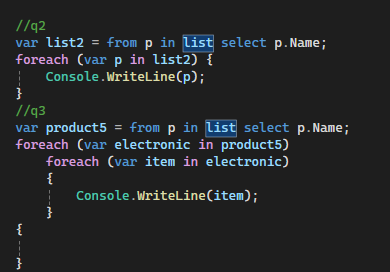 //q2
var list2 = from p in list select p.Name;
foreach (var p in list2) {
    Console.WriteLine(p);
}
//q3
var product5 = from p in list select p.Name;
foreach (var electronic in product5)
    foreach (var item in electronic)
    {
        Console.WriteLine(item);
    }
{
}